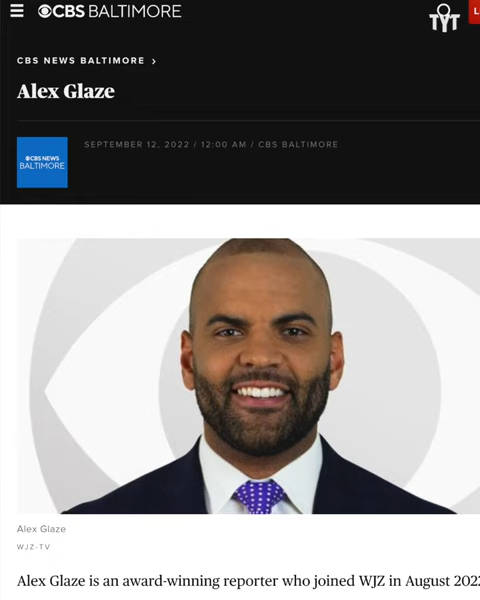 CBS BALTIMORE
TYT
CBS NEWS BALTIMORE ›
Alex Glaze
SEPTEMBER 12, 2022 / 12:00 AM / CBS BALTIMORE
CBS NEWS
BALTIMORE
Alex Glaze
WJZ-TV
Alex Glaze is an award-winning reporter who joined WJZ in August